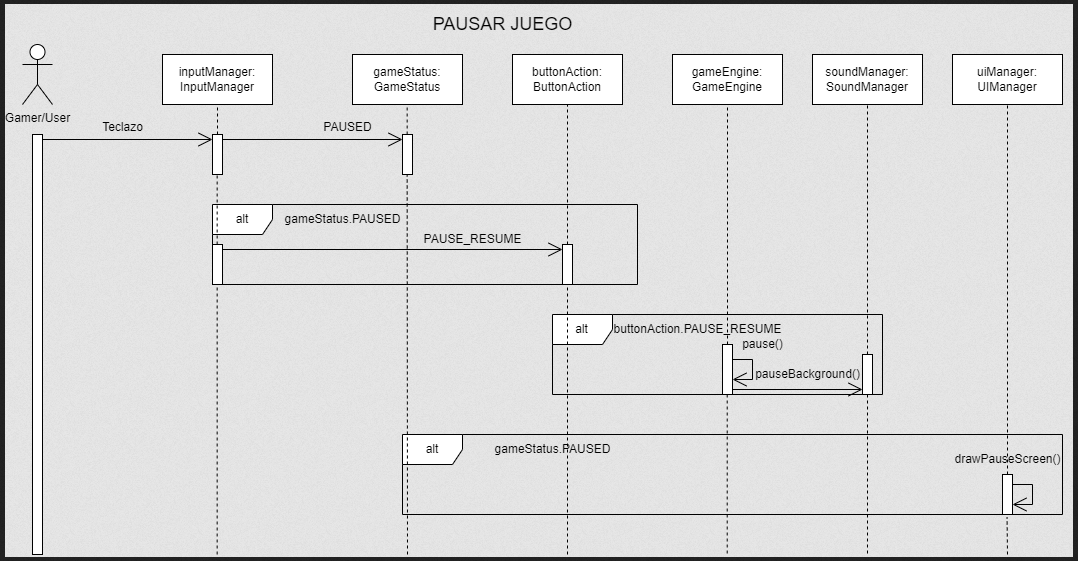 PAUSAR JUEGO
inputManager:
InputManager
gameStatus:
GameStatus
buttonAction:
ButtonAction
gameEngine:
GameEngine
soundManager:
SoundManager
uiManager:
UIManager
Gamer/User
Teclazo
PAUSED
alt
gameStatus.PAUSED
PAUSE_RESUME
alt
buttonAction.PAUSE_RESUME
pause()
pauseBackground()
alt
gameStatus.PAUSED
drawPauseScreen()